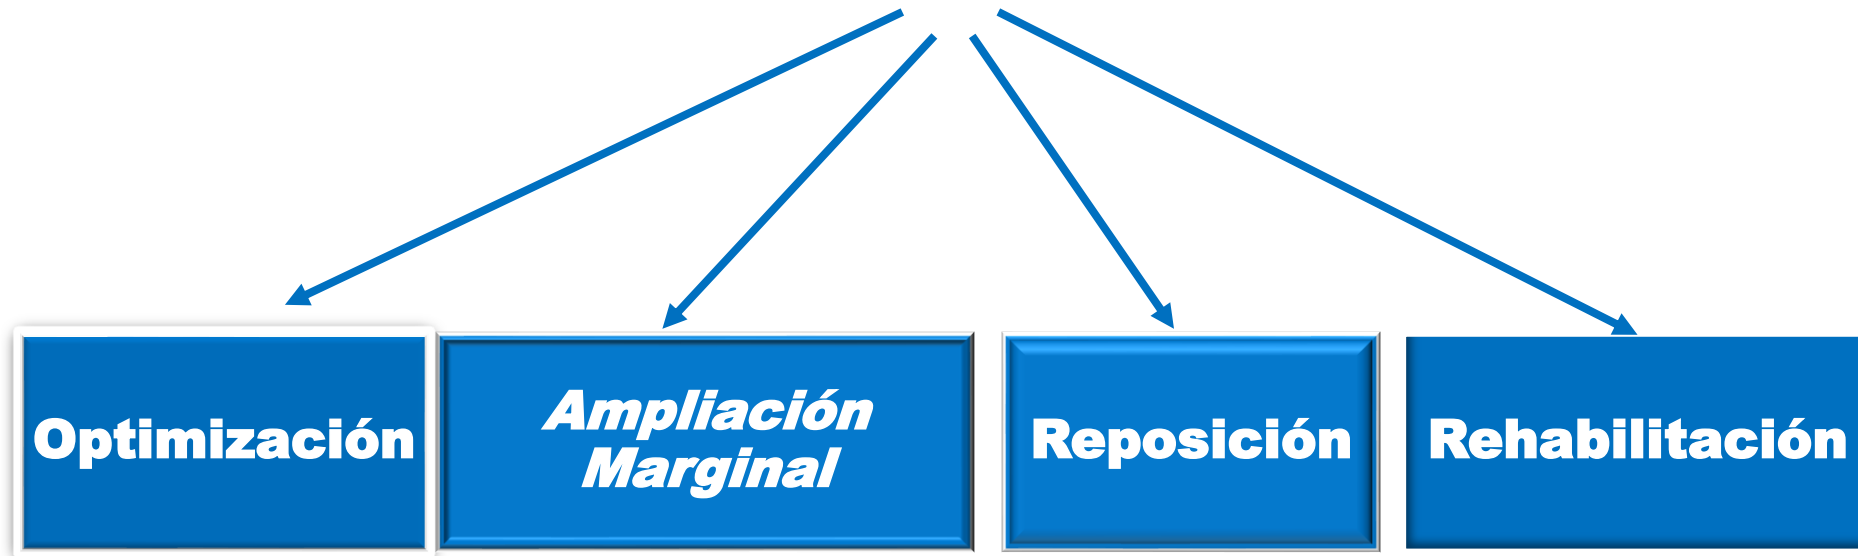 Optimización
Ampliación
Marginal
Reposición
Rehabilitación